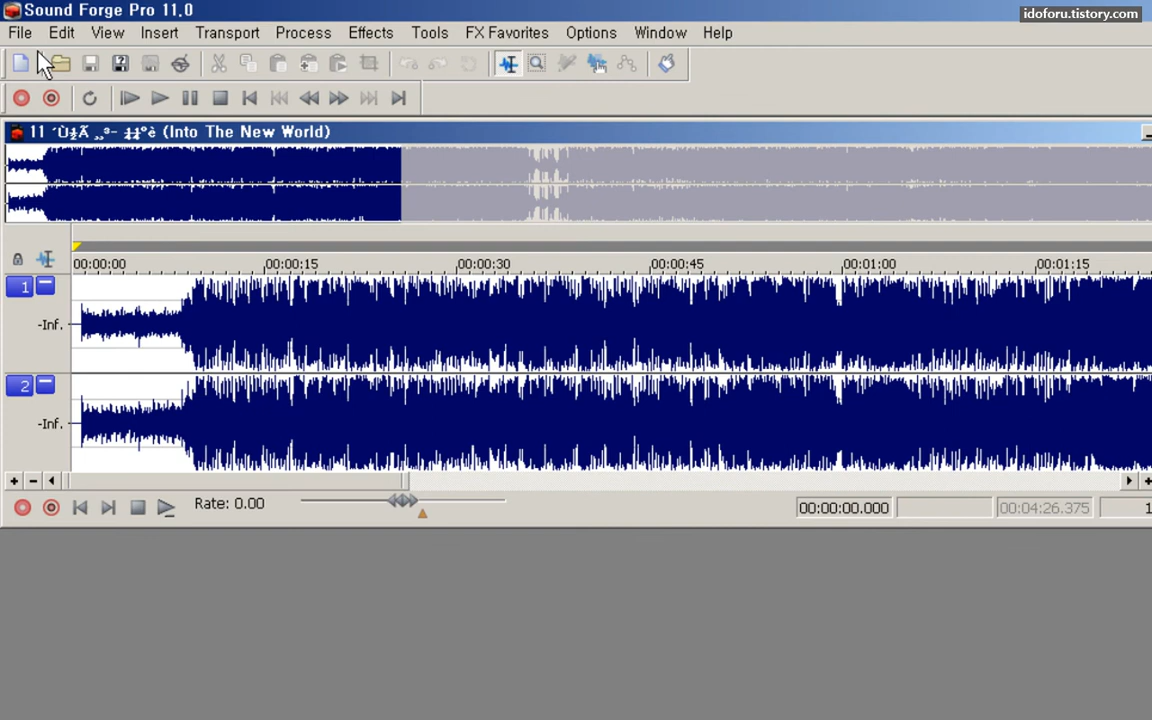 Sound Forge Pro 11.0
idoforu.tistory.com
File Edit View Insert Transport Process Effects Tools FX Favorites Options Window Help
11 (Into The New World)
00:00:00 00:00:15 00:00:30 00:00:45 00:01:00 00:01:15
1
-Inf.
2
-Inf.
Rate: 0.00
00:00:00.000 00:04:26.375 1